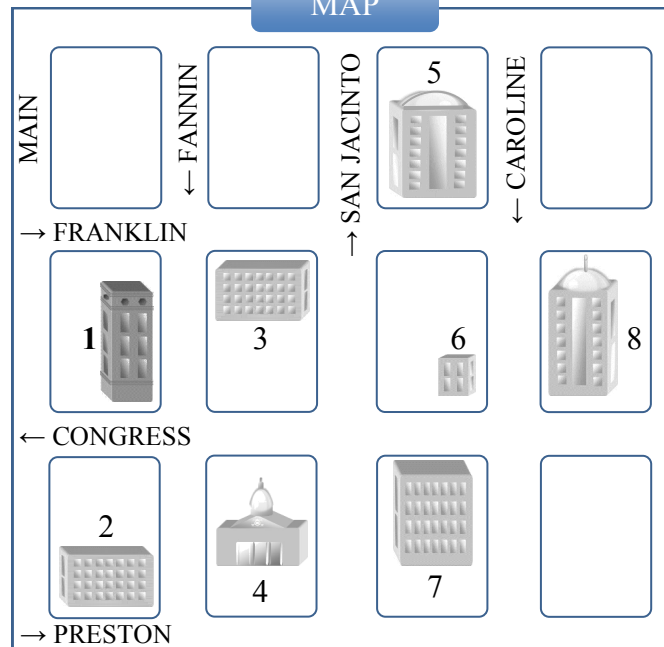 MAP
MAIN
← FANNIN
← SAN JACINTO
← CAROLINE
5
→ FRANKLIN
1
3
6
8
← CONGRESS
2
4
7
→ PRESTON